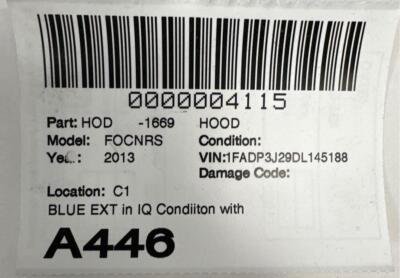 0000004115
Part: HOD -1669 HOOD
Model: FOCNRS Condition:
Year: 2013 VIN:1FADP3J29DL145188
Damage Code:
Location: C1
BLUE EXT in IQ Condiiton with
A446